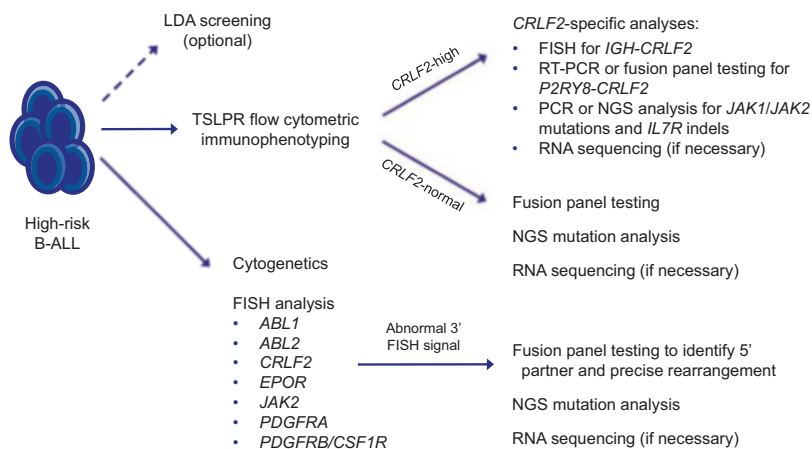 LDA screening
(optional)
TSLPR flow cytometric
immunophenotyping
High-risk
B-ALL
CRLF2-high
CRLF2-normal
CRLF2-specific analyses:
• FISH for IGH-CRLF2
• RT-PCR or fusion panel testing for
P2RY8-CRLF2
• PCR or NGS analysis for JAK1/JAK2
mutations and IL7R indels
• RNA sequencing (if necessary)
Fusion panel testing
NGS mutation analysis
RNA sequencing (if necessary)
Cytogenetics
FISH analysis
• ABL1
• ABL2
• CRLF2
• EPOR
• JAK2
• PDGFRA
• PDGFRB/CSF1R
Abnormal 3'
FISH signal
Fusion panel testing to identify 5'
partner and precise rearrangement
NGS mutation analysis
RNA sequencing (if necessary)